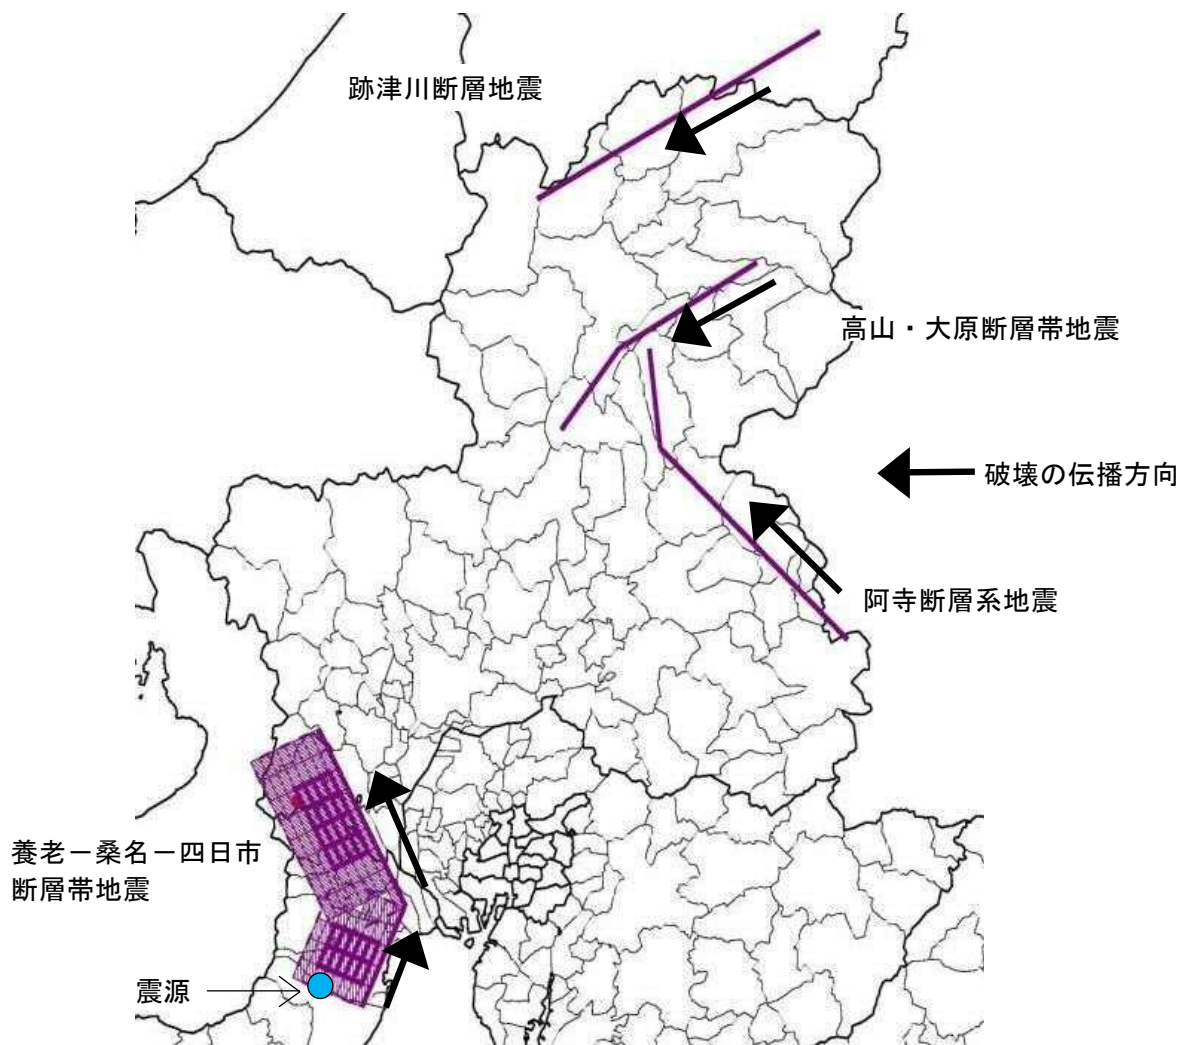 跡津川断層地震
高山・大原断層帯地震
破壊の伝播方向
阿寺断層系地震
養老－桑名－四日市
断層帯地震
震源